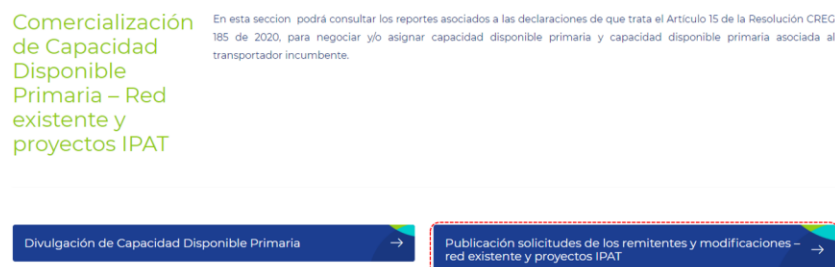 Comercialización
de Capacidad
Disponible
Primaria – Red
existente y
proyectos IPAT
En esta seccion podrá consultar los reportes asociados a las declaraciones de que trata el Artículo 15 de la Resolución CREG
185 de 2020, para negociar y/o asignar capacidad disponible primaria y capacidad disponible primaria asociada al
transportador incumbente.
Divulgación de Capacidad Disponible Primaria →
Publicación solicitudes de los remitentes y modificaciones –
red existente y proyectos IPAT →